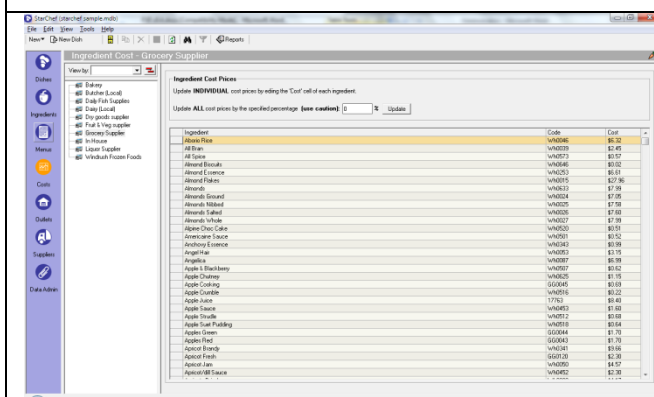 StarChef (starchef sample.mdb)
File Edit View Tools Help
New New Dish Reports
Ingredient Cost - Grocery Supplier
Dishes
Ingredients
Menus
Costs
Outlets
Suppliers
Data Admin
View by:
Bakery
Butcher (Local)
Daily Fish Supplies
Dairy (Local)
Dry goods supplier
Fruit & Veg supplier
Grocery Supplier
In House
Liquor Supplier
Windrush Frozen Foods
Ingredient Cost Prices
Update INDIVIDUAL cost prices by editing the 'Cost' cell of each ingredient.
Update ALL cost prices by the specified percentage (use caution): 0 % Update
Ingredient Code Cost
Aborio Rice Wh0046 $6.32
All Bran Wh0039 $2.45
All Spice Wh0573 $0.57
Almond Biscuits Wh0646 $0.02
Almond Essence Wh0253 $6.61
Almond Flakes Wh0015 $27.96
Almonds Wh0633 $7.99
Almonds Ground Wh0024 $7.05
Almonds Nibbed Wh0025 $7.58
Almonds Salted Wh0026 $7.60
Almonds Whole Wh0027 $7.99
Alpine Choc Cake Wh0520 $0.51
Americaine Sauce Wh0501 $0.52
Anchovy Essence Wh0343 $0.99
Angel Hair Wh0053 $3.15
Angelica Wh0087 $6.99
Apple & Blackberry Wh0507 $0.62
Apple Chutney Wh0625 $1.15
Apple Cooking GG0045 $0.69
Apple Crumble Wh0516 $0.22
Apple Juice 17763 $8.40
Apple Sauce Wh0453 $1.60
Apple Strudle Wh0512 $0.68
Apple Suet Pudding Wh0518 $0.64
Apples Green GG0044 $1.70
Apples Red GG0043 $1.70
Apricot Brandy Wh0341 $9.66
Apricot Fresh GG0120 $2.30
Apricot Jam Wh0050 $4.57
Apricot/dill Sauce Wh0452 $2.30